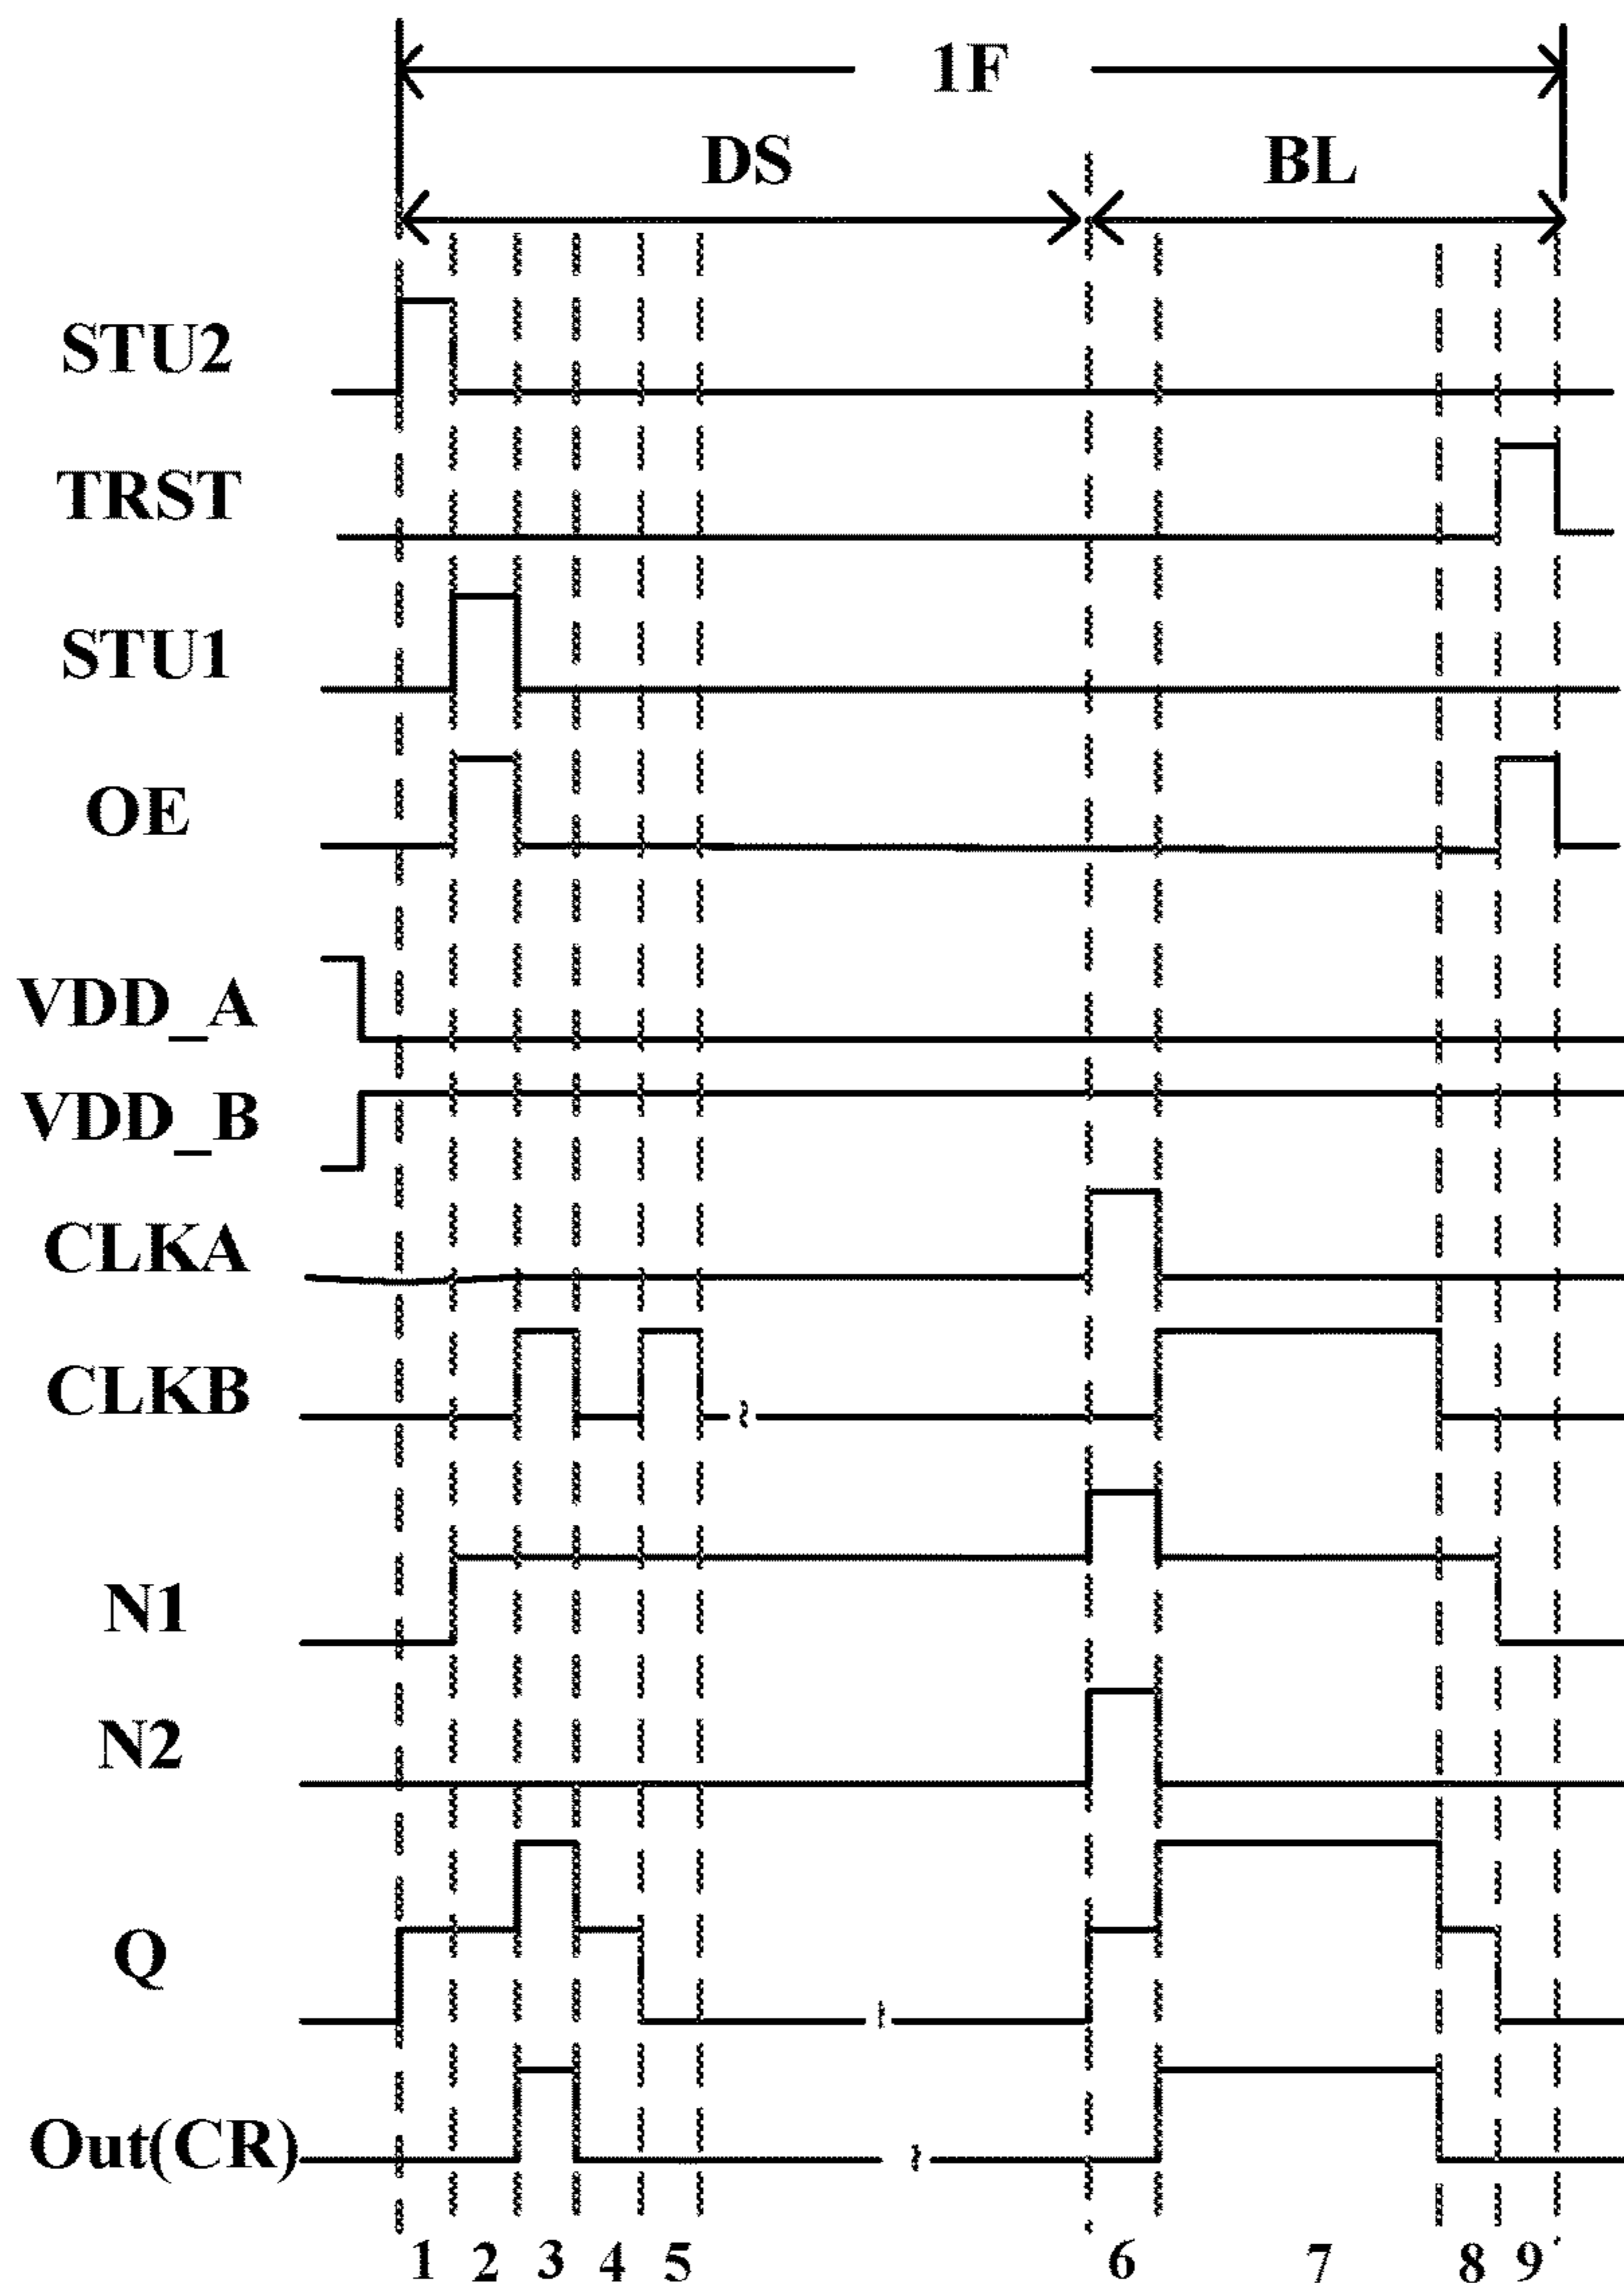 1F
DS BL
STU2
TRST
STU1
OE
VDD_A
VDD_B
CLKA
CLKB
N1
N2
Q
Out(CR)
1 2 3 4 5 6 7 8 9